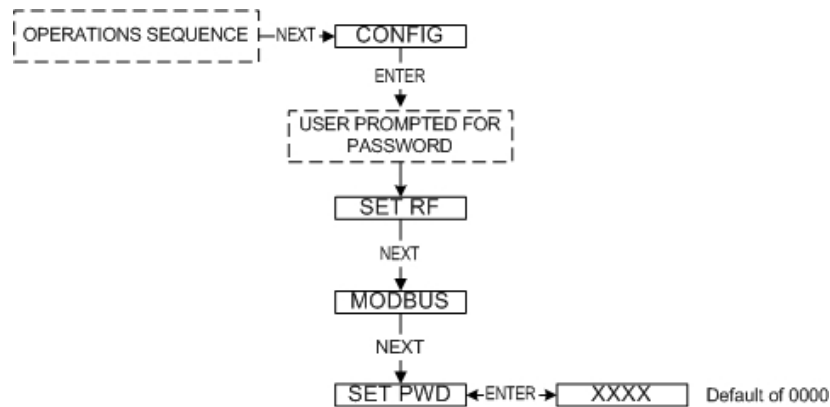 OPERATIONS SEQUENCE
NEXT
CONFIG
ENTER
USER PROMPTED FOR
PASSWORD
SET RF
NEXT
MODBUS
NEXT
SET PWD
ENTER
XXXX
Default of 0000